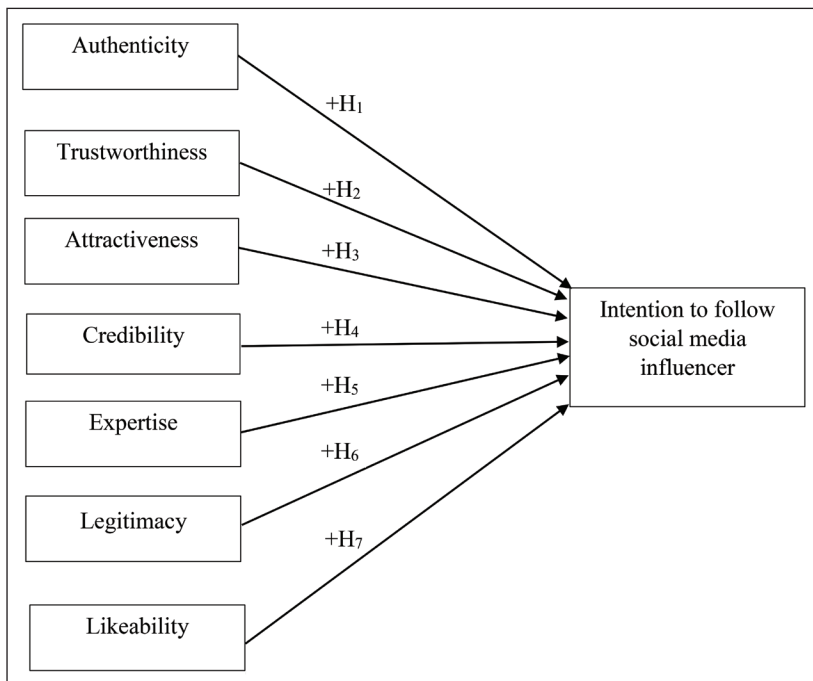 Authenticity
+H₁
Trustworthiness
+H₂
Attractiveness
+H₃
Credibility
+H₄
Expertise
+H₅
Legitimacy
+H₆
Likeability
+H₇
Intention to follow
social media
influencer